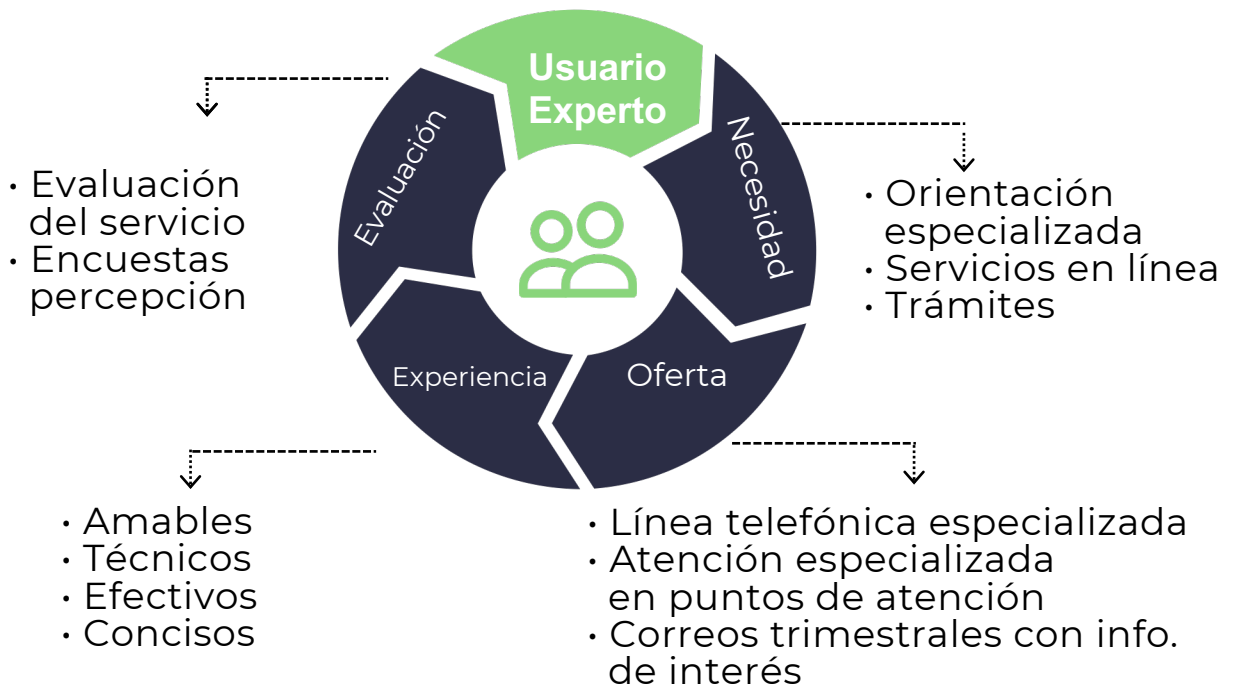 Usuario
Experto
Necesidad
Oferta
Experiencia
Evaluación
· Evaluación
del servicio
· Encuestas
percepción
· Orientación
especializada
· Servicios en línea
· Trámites
· Amables
· Técnicos
· Efectivos
· Concisos
· Línea telefónica especializada
· Atención especializada
en puntos de atención
· Correos trimestrales con info.
de interés